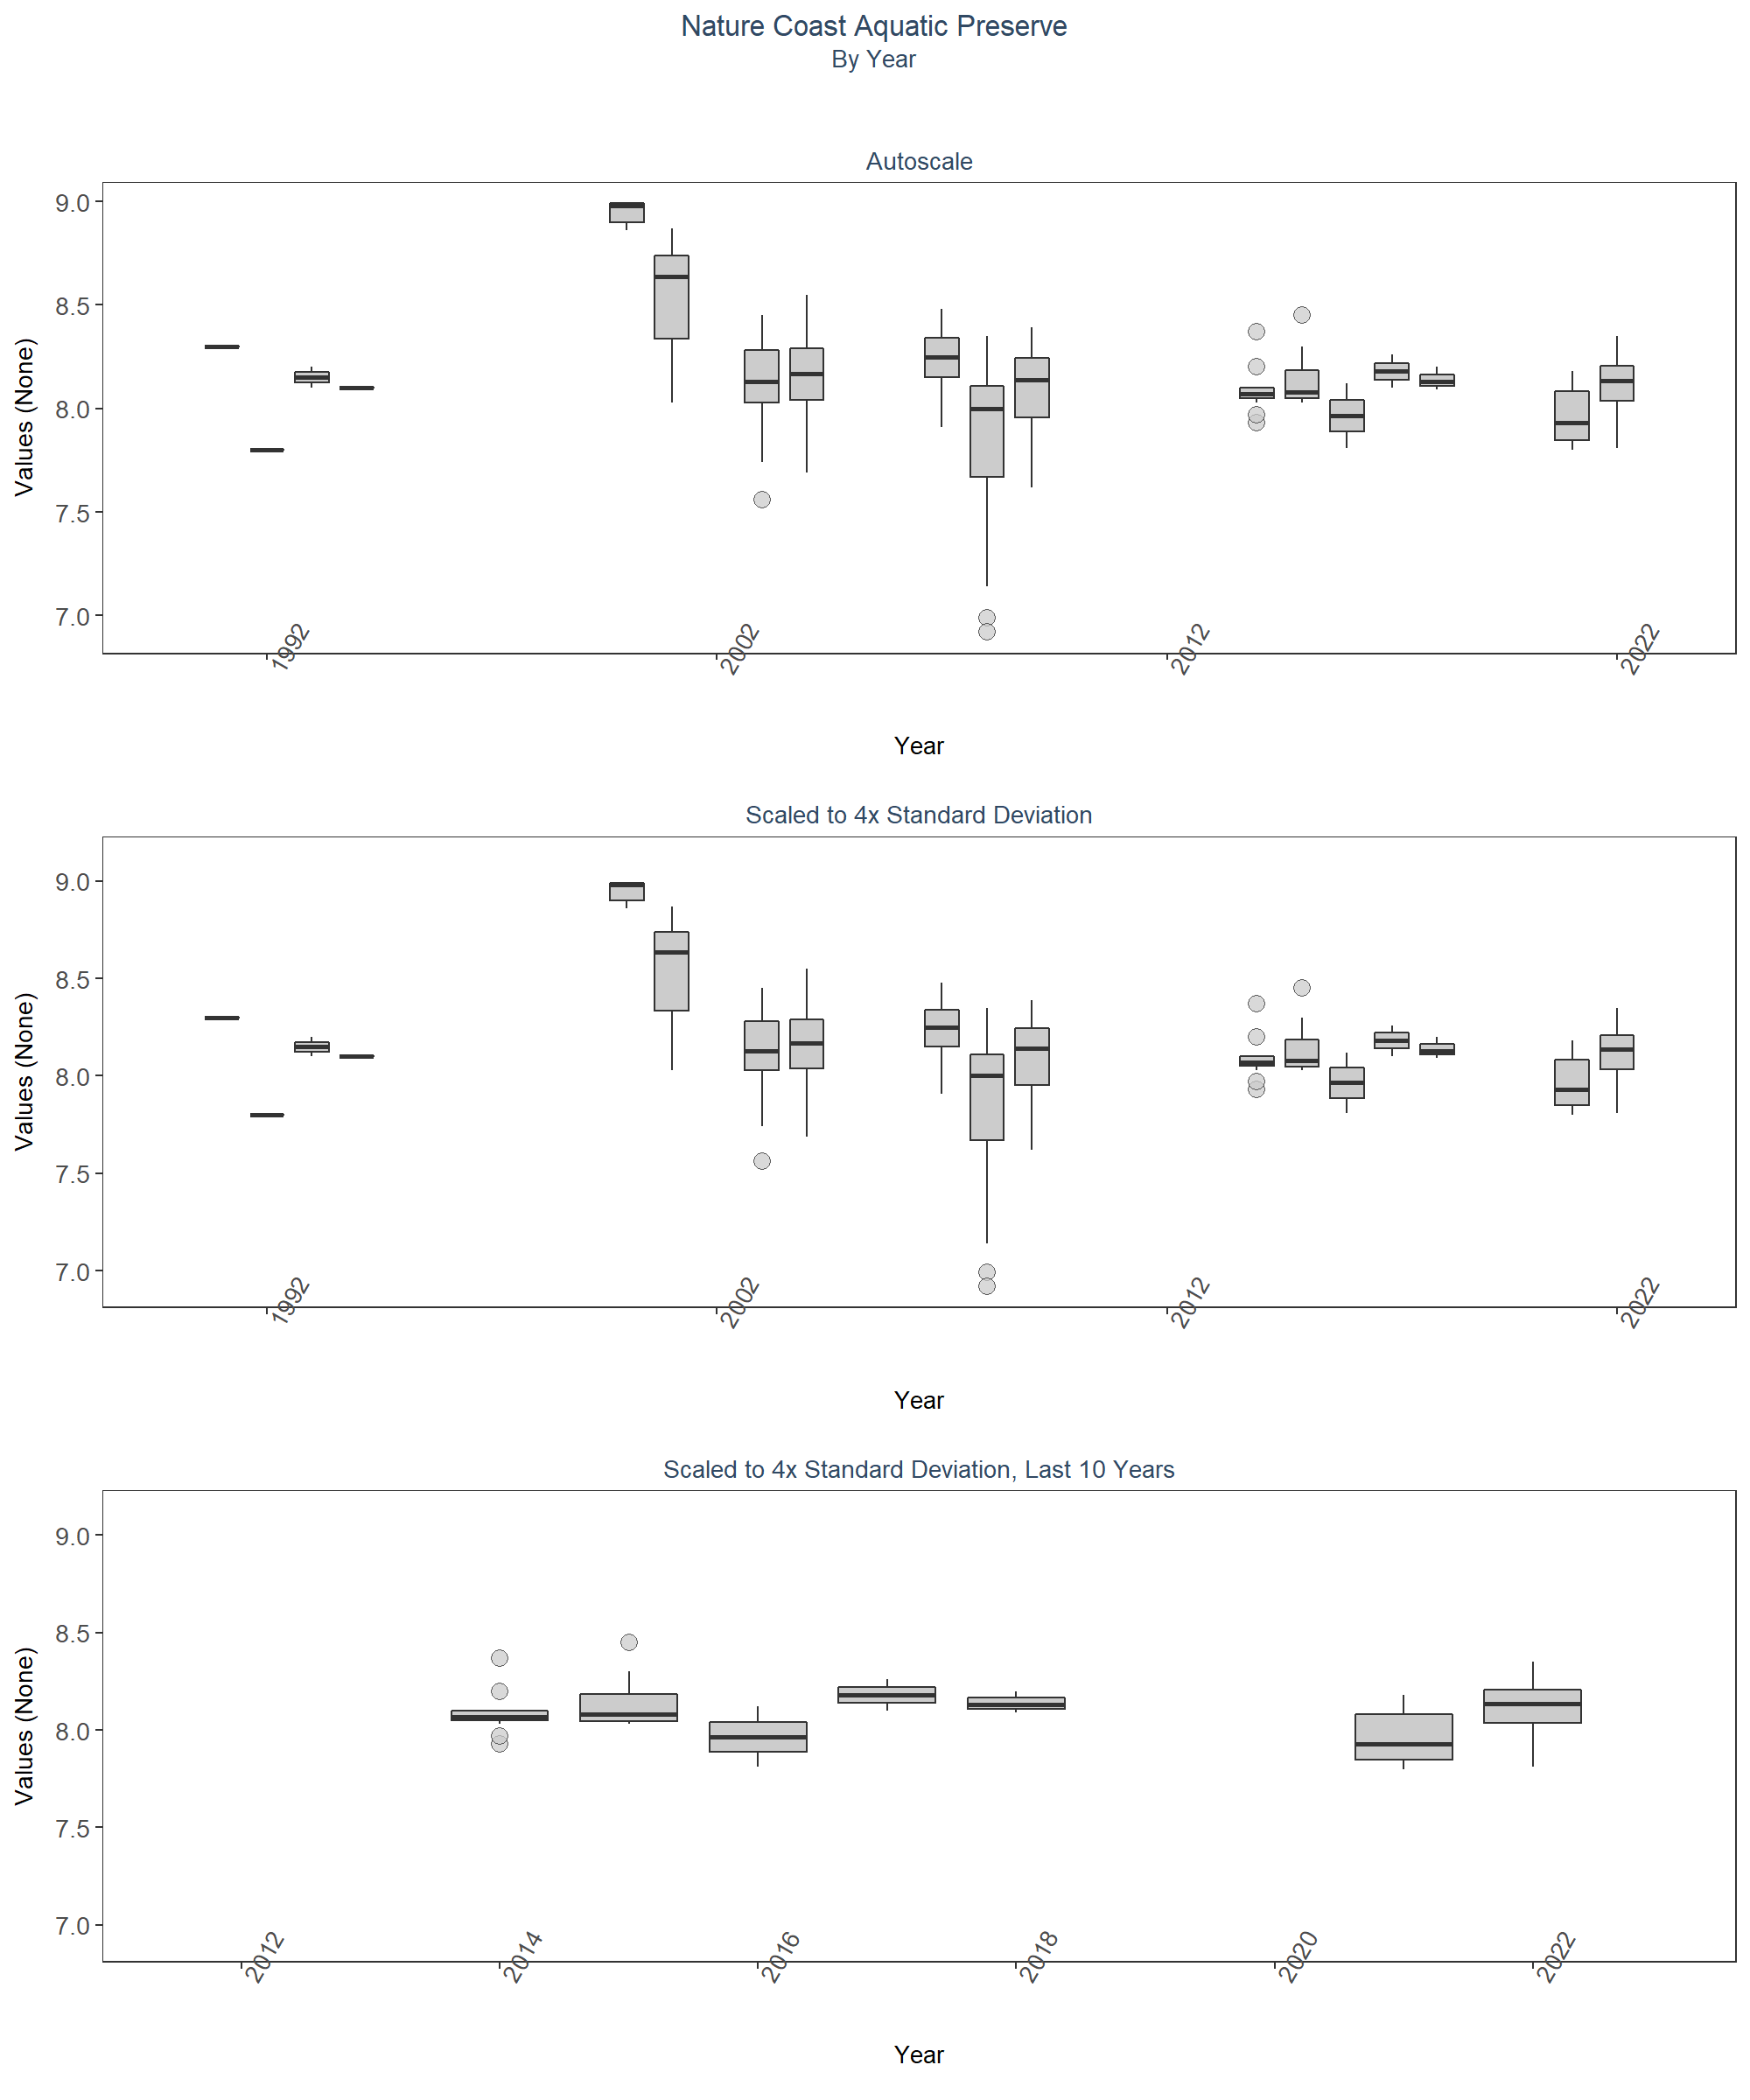 Nature Coast Aquatic Preserve
By Year
Autoscale
Values (None)
9.0
8.5
8.0
7.5
7.0
1992
2002
2012
2022
Year
Scaled to 4x Standard Deviation
Values (None)
9.0
8.5
8.0
7.5
7.0
1992
2002
2012
2022
Year
Scaled to 4x Standard Deviation, Last 10 Years
Values (None)
9.0
8.5
8.0
7.5
7.0
2012
2014
2016
2018
2020
2022
Year